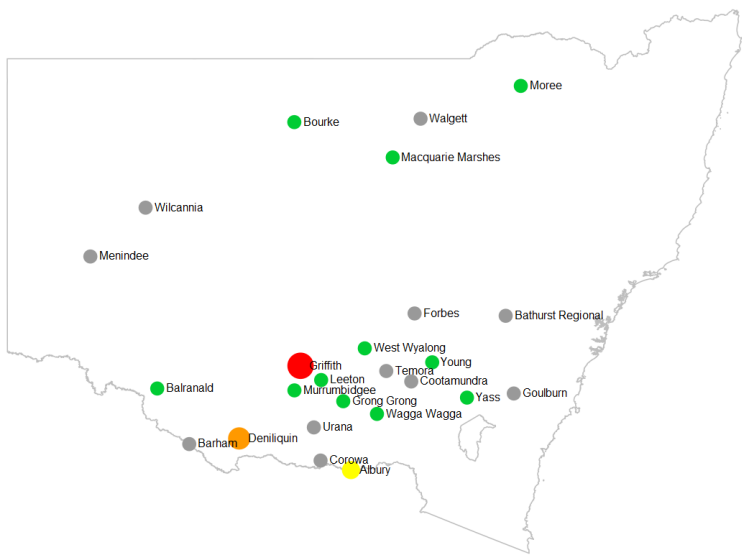 Moree
Bourke
Walgett
Macquarie Marshes
Wilcannia
Menindee
Forbes
Bathurst Regional
West Wyalong
Young
Griffith
Temora
Leeton
Cootamundra
Balranald
Murrumbidgee
Goulburn
Yass
Grong Grong
Wagga Wagga
Urana
Deniliquin
Barham
Corowa
Albury